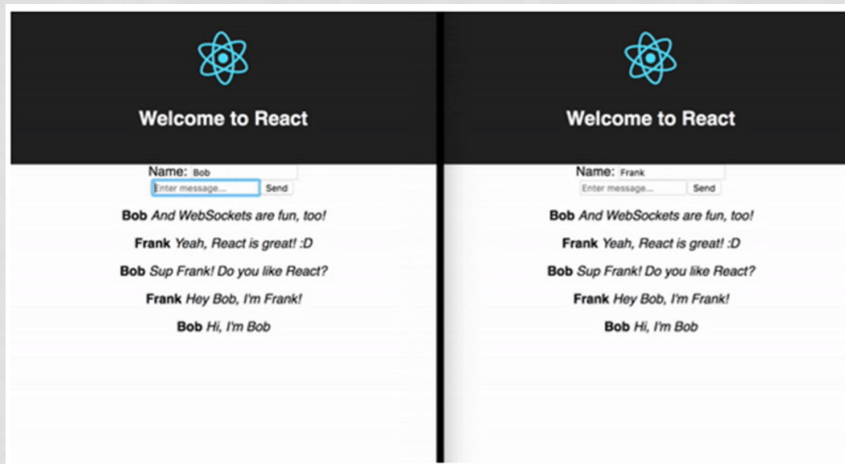 Welcome to React
Name: Bob
Enter message... Send
Bob And WebSockets are fun, too!
Frank Yeah, React is great! :D
Bob Sup Frank! Do you like React?
Frank Hey Bob, I'm Frank!
Bob Hi, I'm Bob
Welcome to React
Name: Frank
Enter message... Send
Bob And WebSockets are fun, too!
Frank Yeah, React is great! :D
Bob Sup Frank! Do you like React?
Frank Hey Bob, I'm Frank!
Bob Hi, I'm Bob